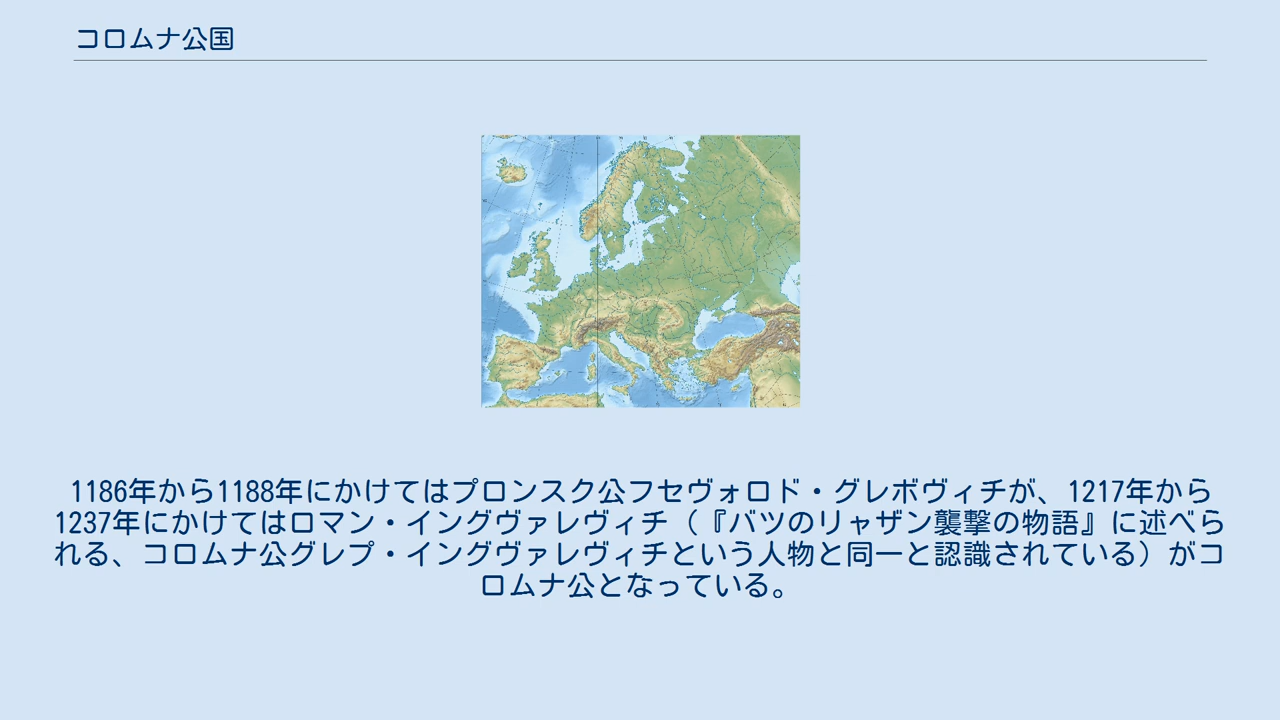 コロムナ公国
1186年から1188年にかけてはプロンスク公フセヴォロド・グレボヴィチが、1217年から
1237年にかけてはロマン・イングヴァレヴィチ（『バツのリャザン襲撃の物語』に述べら
れる、コロムナ公グレプ・イングヴァレヴィチという人物と同一と認識されている）がコ
ロムナ公となっている。